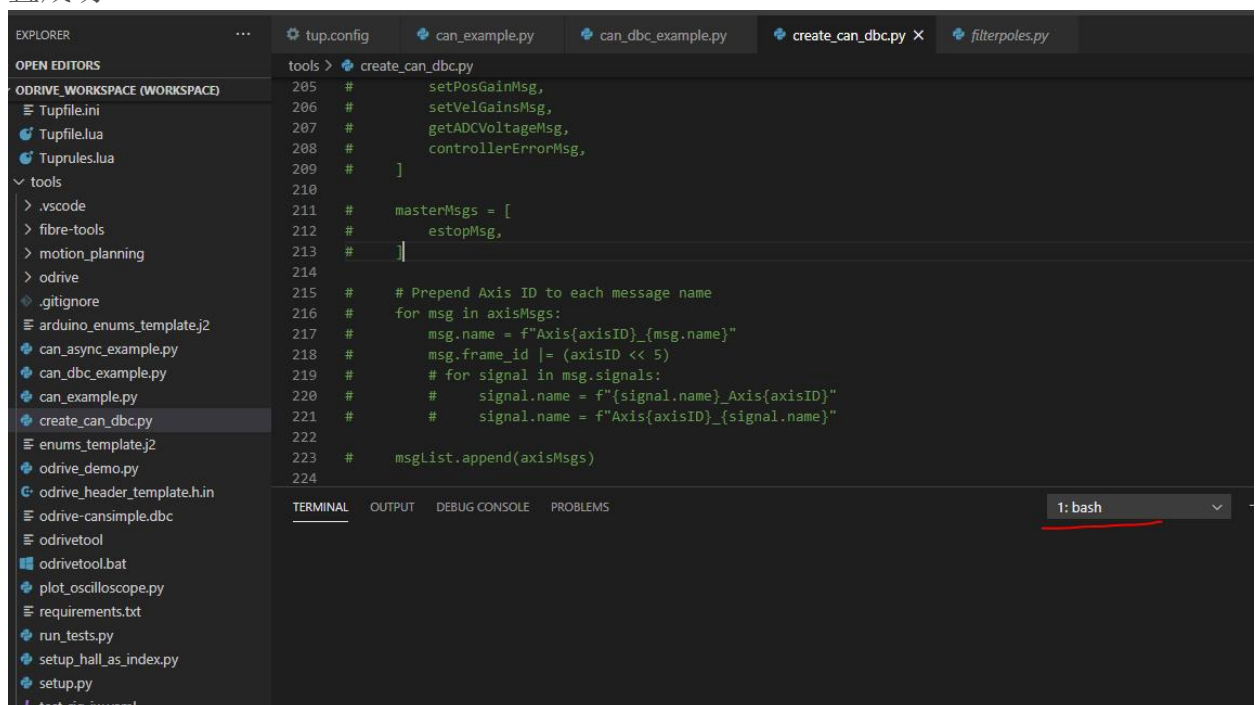 EXPLORER ...
OPEN EDITORS
ODRIVE_WORKSPACE (WORKSPACE)
Tupfile.ini
Tupfile.lua
Tuprules.lua
tools
.vscode
fibre-tools
motion_planning
odrive
.gitignore
arduino_enums_template.j2
can_async_example.py
can_dbc_example.py
can_example.py
create_can_dbc.py
enums_template.j2
odrive_demo.py
odrive_header_template.h.in
odrive-cansimple.dbc
odrivetool
odrivetool.bat
plot_oscilloscope.py
requirements.txt
run_tests.py
setup_hall_as_index.py
setup.py
tup.config can_example.py can_dbc_example.py create_can_dbc.py × filterpoles.py
tools > create_can_dbc.py
205 # setPosGainMsg,
206 # setVelGainsMsg,
207 # getADCVoltageMsg,
208 # controllerErrorMsg,
209 # ]
210
211 # masterMsgs = [
212 # estopMsg,
213 # ]
214
215 # # Prepend Axis ID to each message name
216 # for msg in axisMsgs:
217 # msg.name = f"Axis{axisID}_{msg.name}"
218 # msg.frame_id |= (axisID << 5)
219 # # for signal in msg.signals:
220 # # signal.name = f"{signal.name}_Axis{axisID}"
221 # # signal.name = f"Axis{axisID}_{signal.name}"
222
223 # msgList.append(axisMsgs)
224
TERMINAL OUTPUT DEBUG CONSOLE PROBLEMS 1: bash